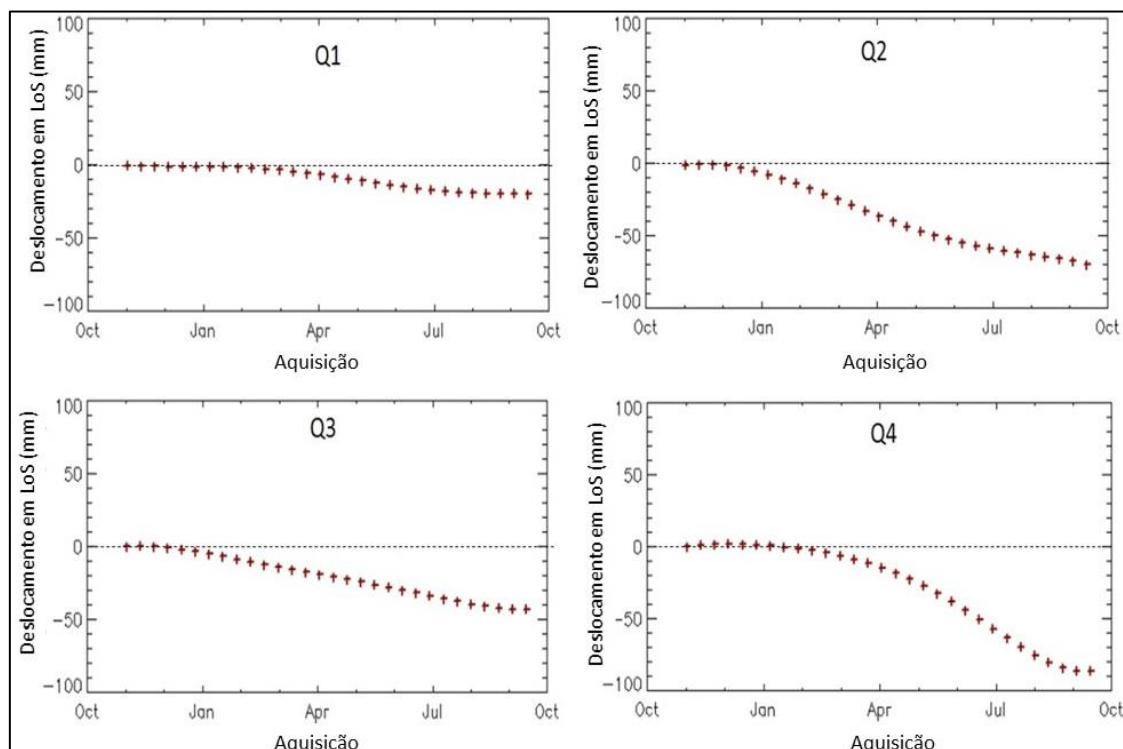 Q1
Deslocamento em LoS (mm)
100
50
0
−50
−100
Oct
Jan
Apr
Jul
Oct
Aquisição
Q2
Deslocamento em LoS (mm)
100
50
0
−50
−100
Oct
Jan
Apr
Jul
Oct
Aquisição
Q3
Deslocamento em LoS (mm)
100
50
0
−50
−100
Oct
Jan
Apr
Jul
Oct
Aquisição
Q4
Deslocamento em LoS (mm)
100
50
0
−50
−100
Oct
Jan
Apr
Jul
Oct
Aquisição